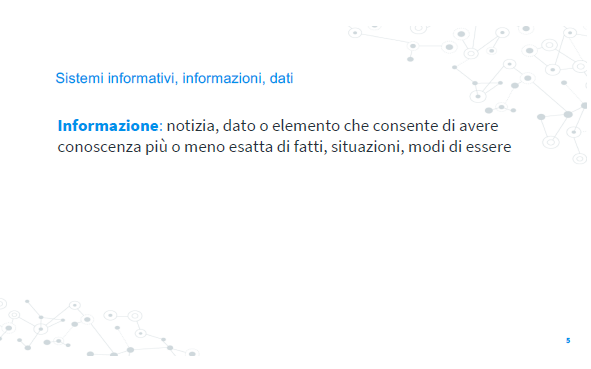 Sistemi informativi, informazioni, dati
Informazione: notizia, dato o elemento che consente di avere
conoscenza più o meno esatta di fatti, situazioni, modi di essere
5